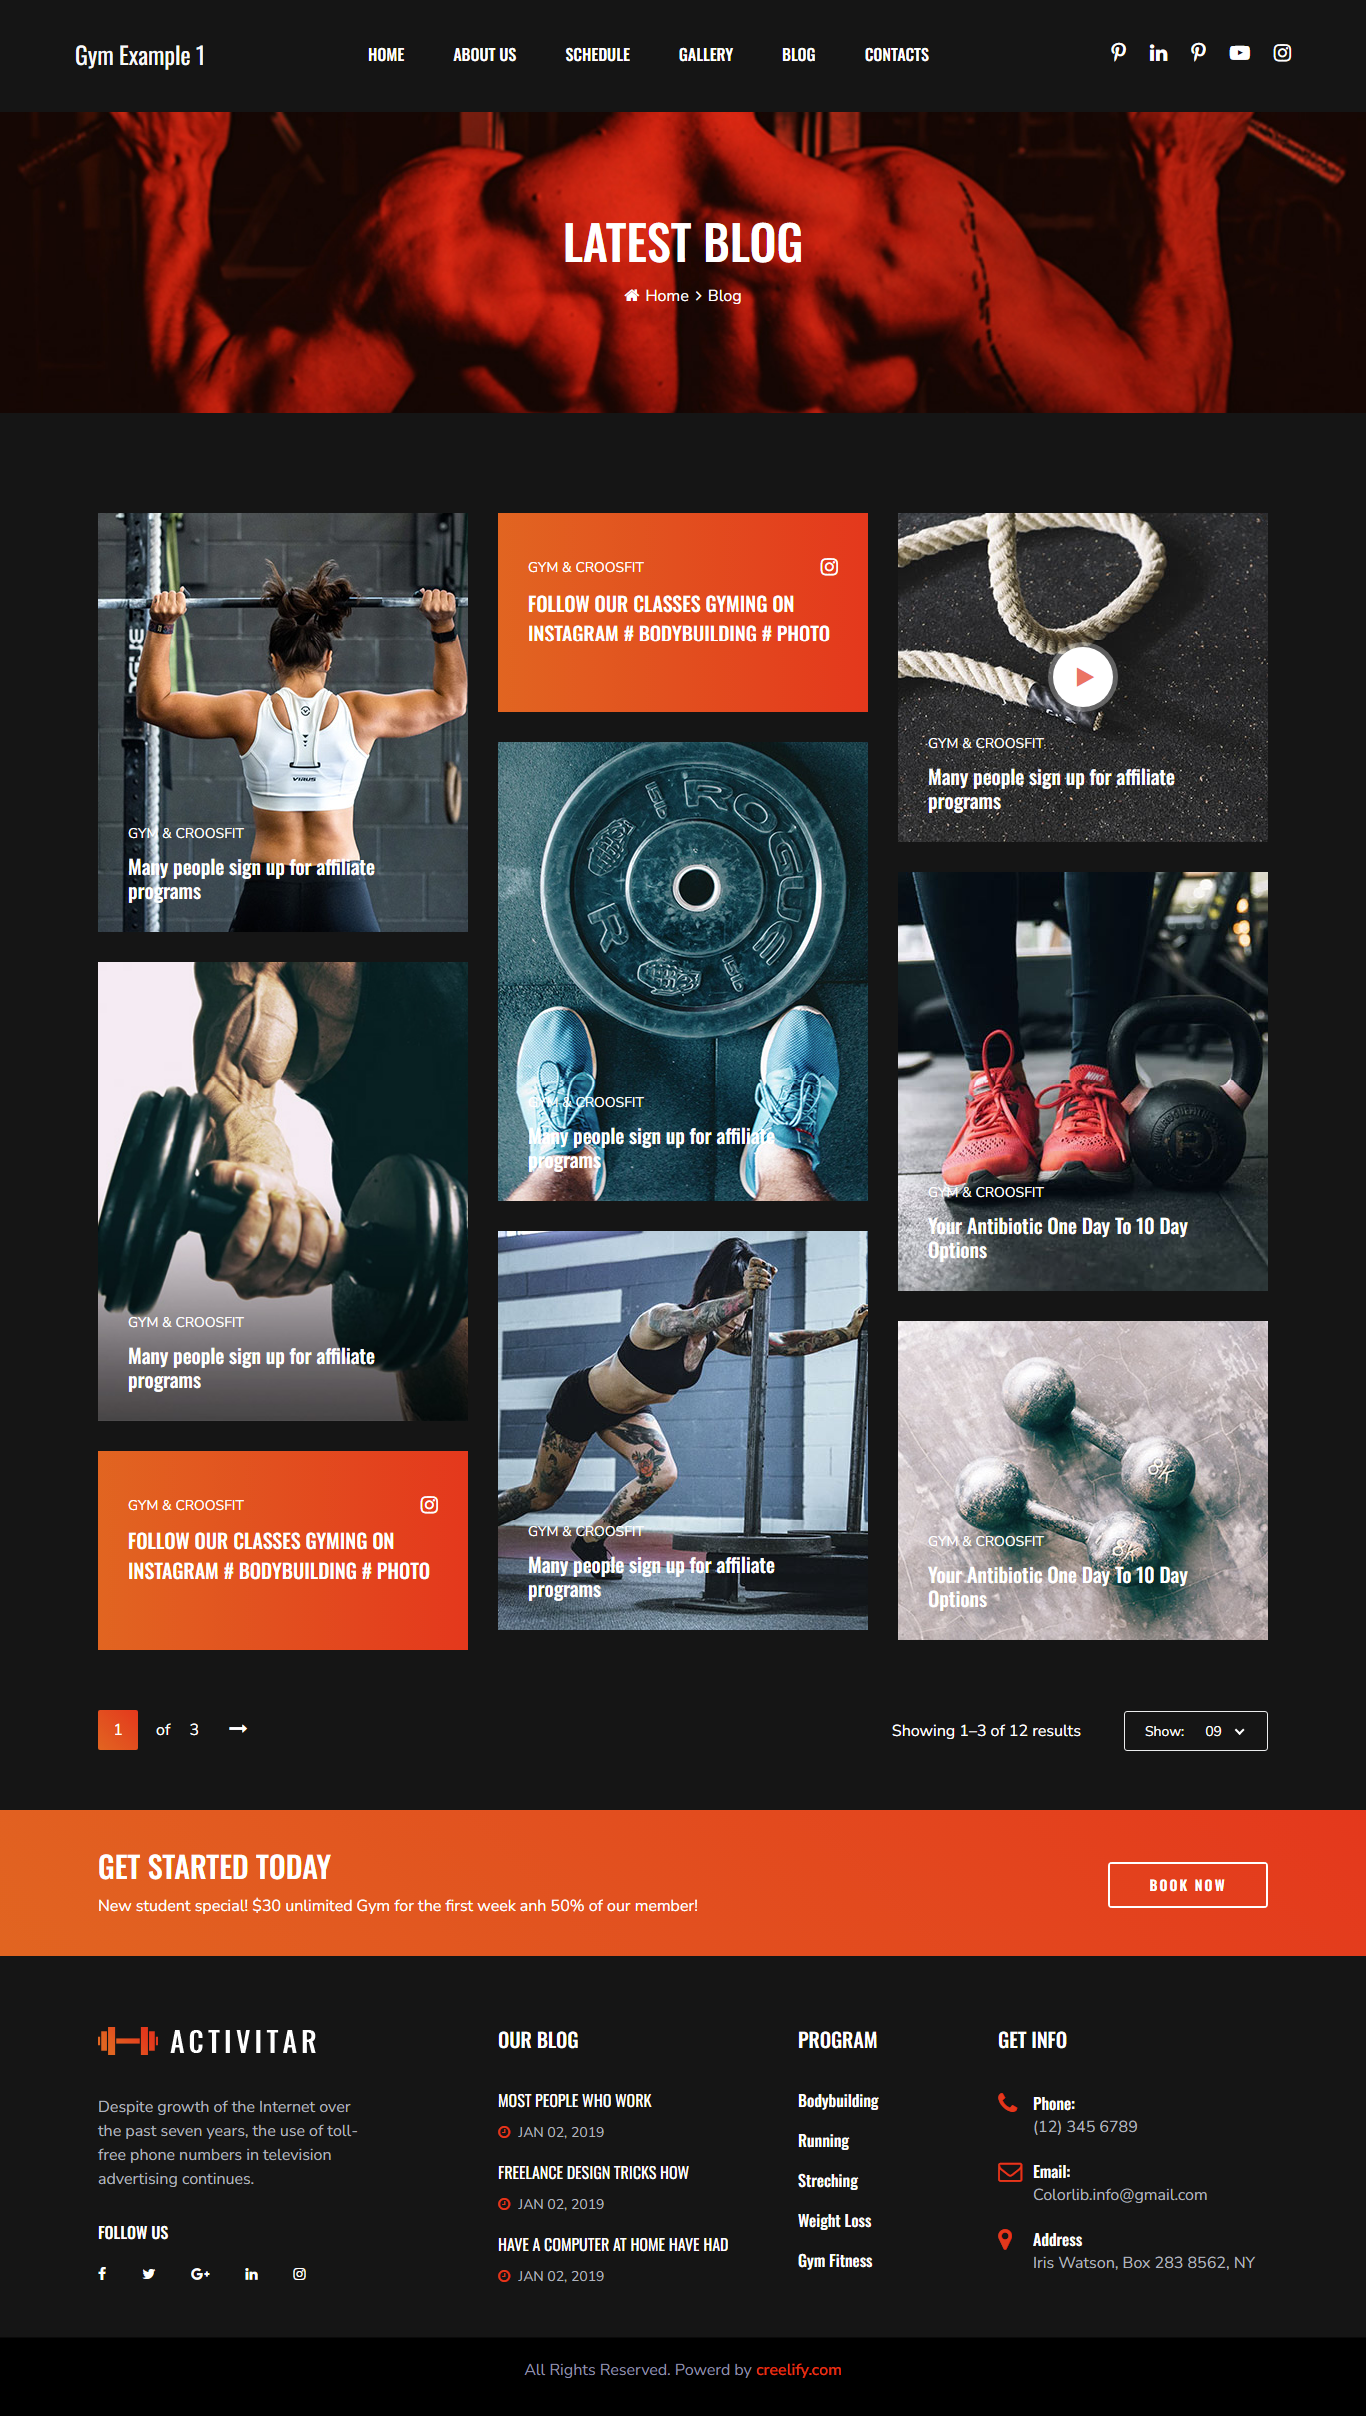 Gym Example 1
HOME
ABOUT US
SCHEDULE
GALLERY
BLOG
CONTACTS
LATEST BLOG
Home > Blog
VIRUS
GYM & CROOSFIT
Many people sign up for affiliate
programs
GYM & CROOSFIT
Many people sign up for affiliate
programs
GYM & CROOSFIT
FOLLOW OUR CLASSES GYMING ON
INSTAGRAM # BODYBUILDING # PHOTO
GYM & CROOSFIT
FOLLOW OUR CLASSES GYMING ON
INSTAGRAM # BODYBUILDING # PHOTO
ROGUE
GYM & CROOSFIT
Many people sign up for affiliate
programs
GYM & CROOSFIT
Many people sign up for affiliate
programs
GYM & CROOSFIT
Many people sign up for affiliate
programs
NIKE
GYM & CROOSFIT
Your Antibiotic One Day To 10 Day
Options
8K
8K
GYM & CROOSFIT
Your Antibiotic One Day To 10 Day
Options
1 of 3
Showing 1–3 of 12 results
Show: 09
GET STARTED TODAY
New student special! $30 unlimited Gym for the first week anh 50% of our member!
BOOK NOW
ACTIVITAR
Despite growth of the Internet over
the past seven years, the use of toll-
free phone numbers in television
advertising continues.
FOLLOW US
OUR BLOG
MOST PEOPLE WHO WORK
JAN 02, 2019
FREELANCE DESIGN TRICKS HOW
JAN 02, 2019
HAVE A COMPUTER AT HOME HAVE HAD
JAN 02, 2019
PROGRAM
Bodybuilding
Running
Streching
Weight Loss
Gym Fitness
GET INFO
Phone:
(12) 345 6789
Email:
Colorlib.info@gmail.com
Address
Iris Watson, Box 283 8562, NY
All Rights Reserved. Powerd by creelify.com